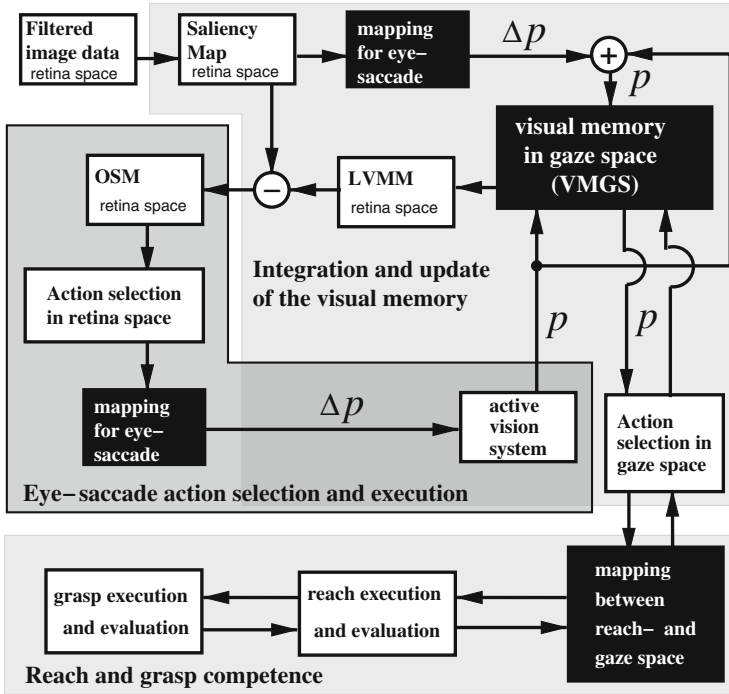 Filtered
image data
retina space
Saliency
Map
retina space
mapping
for eye–
saccade
Δp
+
p
visual memory
in gaze space
(VMGS)
OSM
retina space
−
LVMM
retina space
Integration and update
of the visual memory
Action selection
in retina space
p
p
mapping
for eye–
saccade
Δp
active
vision
system
Action
selection in
gaze space
Eye– saccade action selection and execution
grasp execution
and evaluation
reach execution
and evaluation
mapping
between
reach– and
gaze space
Reach and grasp competence